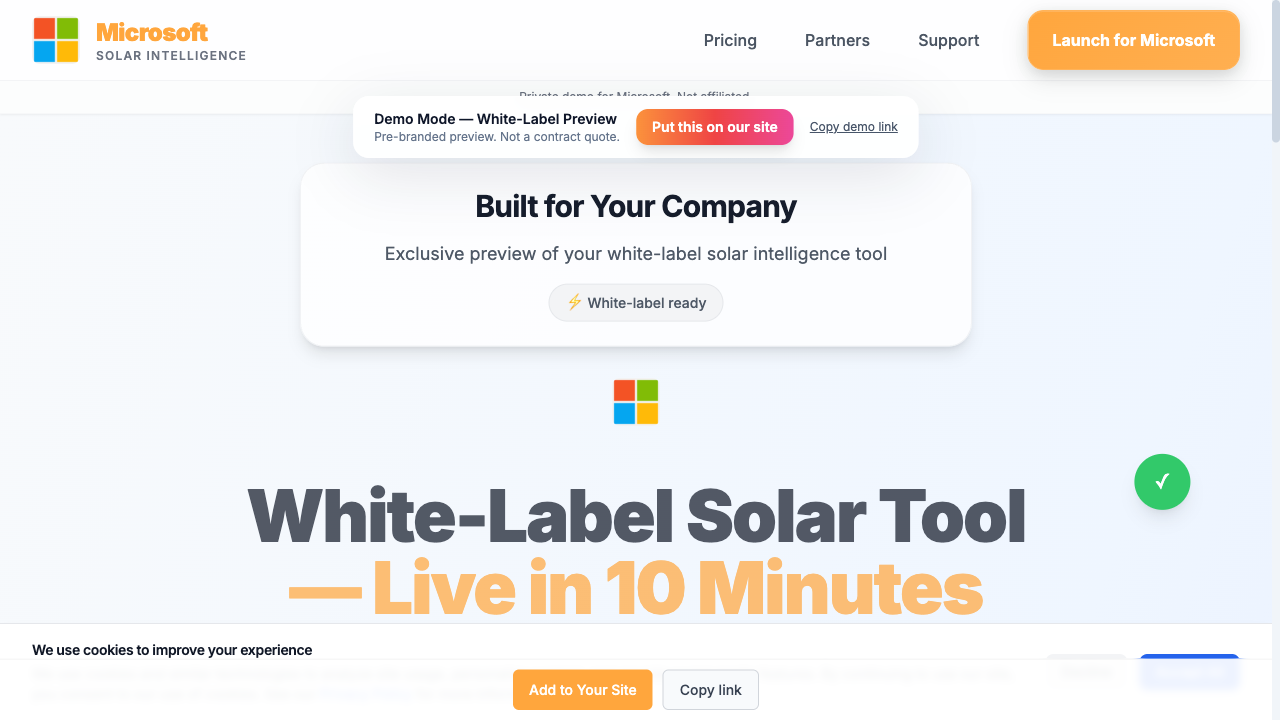 Microsoft
SOLAR INTELLIGENCE
Pricing
Partners
Support
Launch for Microsoft
Private demo for Microsoft. Not affiliated
Demo Mode — White-Label Preview
Pre-branded preview. Not a contract quote.
Put this on our site
Copy demo link
Built for Your Company
Exclusive preview of your white-label solar intelligence tool
⚡ White-label ready
✓
White-Label Solar Tool
— Live in 10 Minutes
We use cookies to improve your experience
Add to Your Site
Copy link